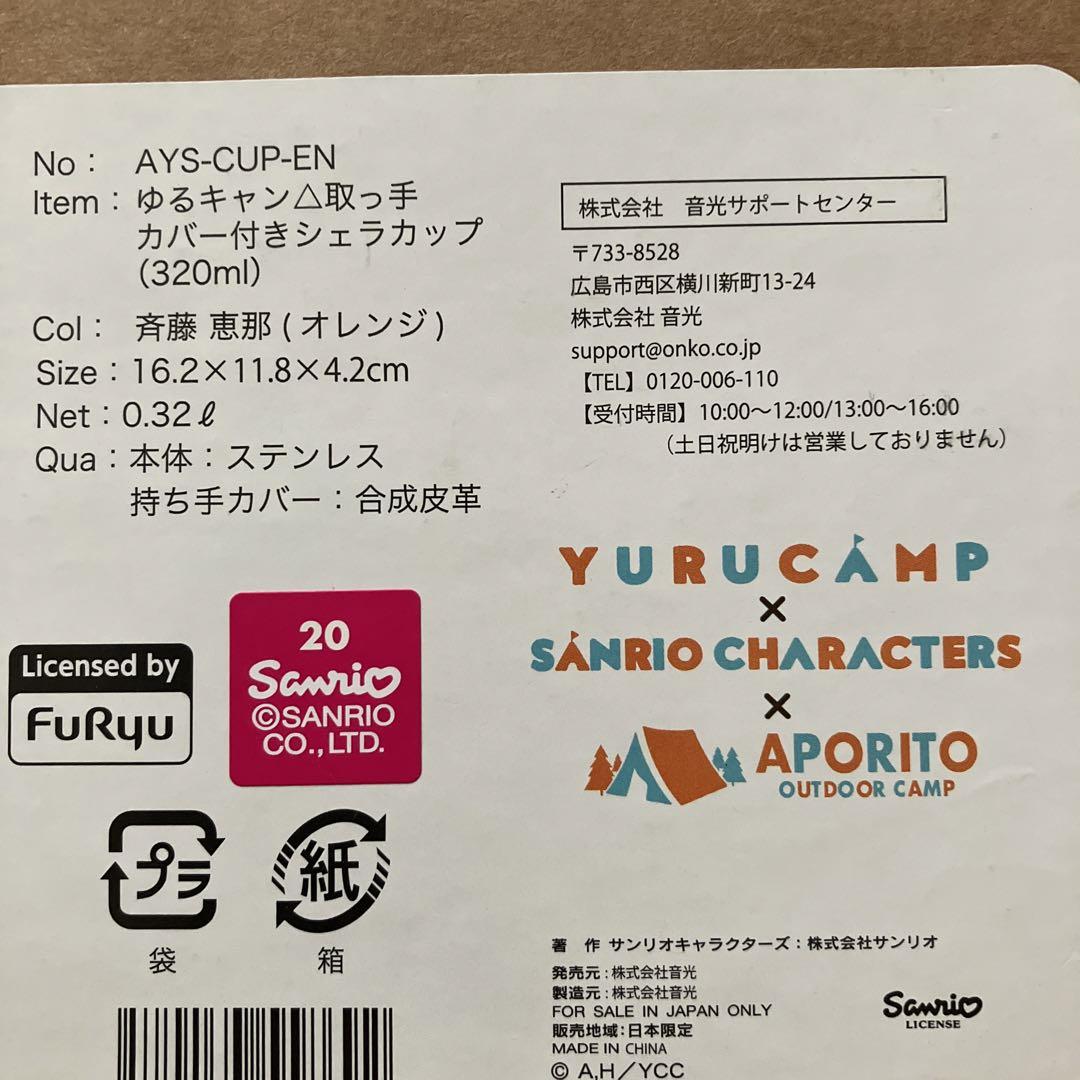 No： AYS-CUP-EN
Item：ゆるキャン△取っ手
カバー付きシェラカップ
（320ml）
Col： 斉藤 恵那 ( オレンジ )
Size：16.2×11.8×4.2cm
Net：0.32ℓ
Qua：本体：ステンレス
持ち手カバー：合成皮革
株式会社 音光サポートセンター
〒733-8528
広島市西区横川新町13-24
株式会社 音光
support@onko.co.jp
【TEL】0120-006-110
【受付時間】10:00〜12:00/13:00〜16:00
（土日祝明けは営業しておりません）
YURUCAMP
×
SANRIO CHARACTERS
×
APORITO
OUTDOOR CAMP
Licensed by
FuRyu
20
Sanrio
©SANRIO
CO.,LTD.
プラ
袋
紙
箱
著 作 サンリオキャラクターズ：株式会社サンリオ
発売元：株式会社音光
製造元：株式会社音光
FOR SALE IN JAPAN ONLY
販売地域：日本限定
MADE IN CHINA
© A,H／YCC
Sanrio
LICENSE